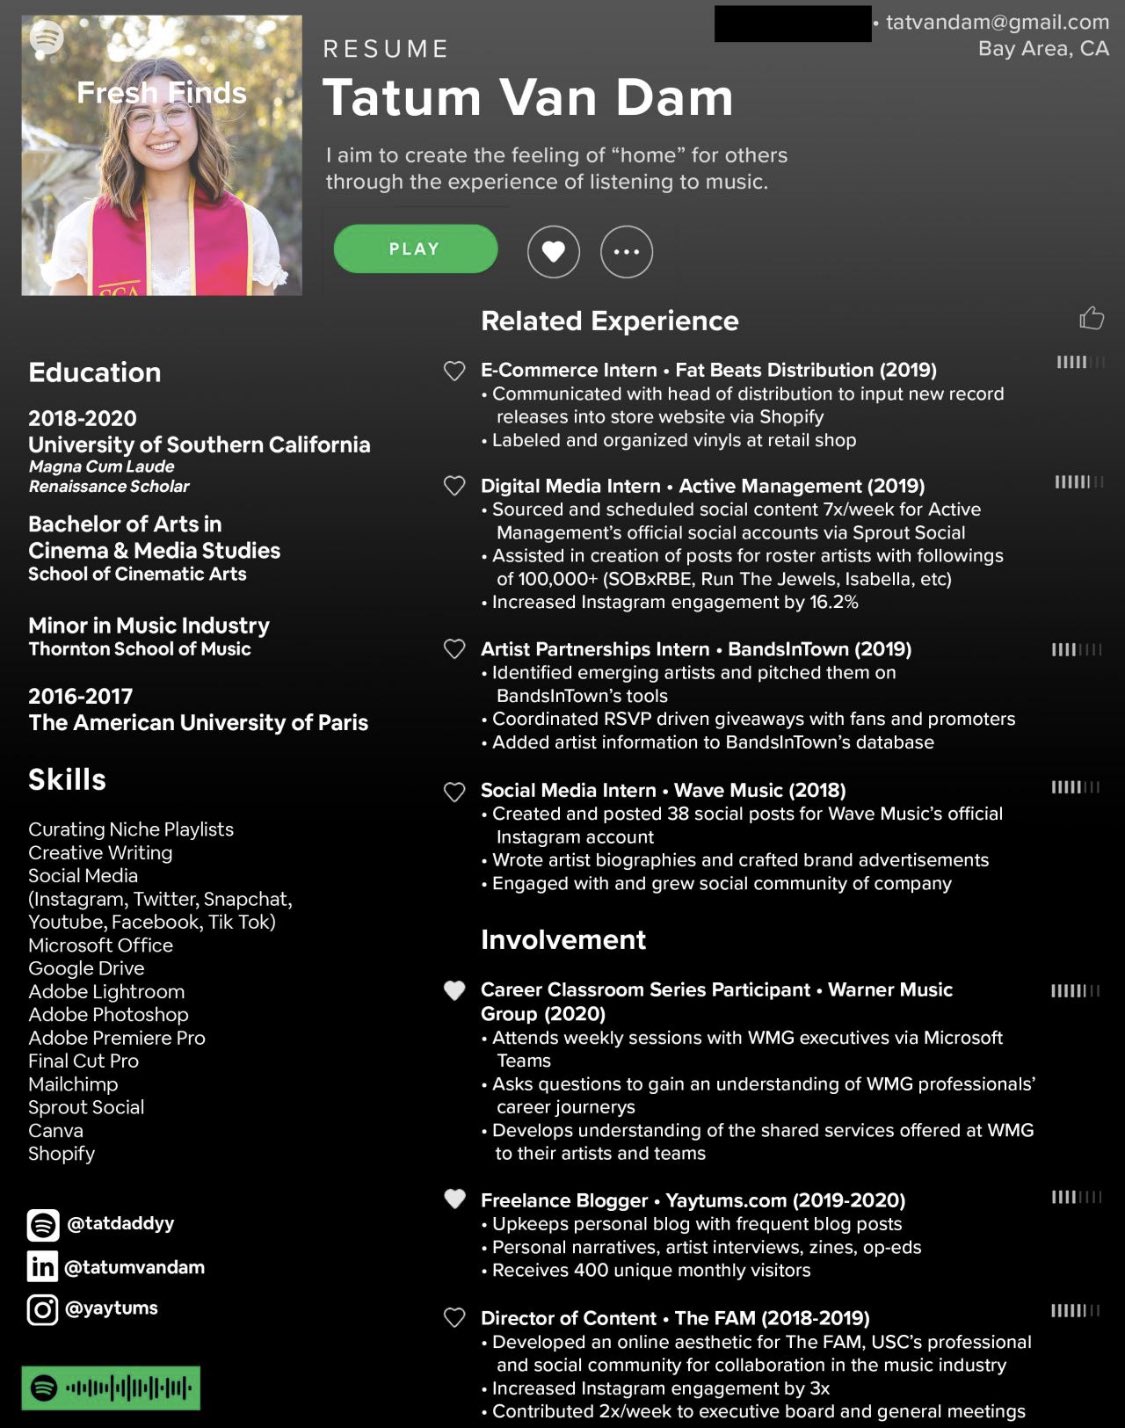 • tatvandam@gmail.com
Bay Area, CA
Fresh Finds
RESUME
Tatum Van Dam
I aim to create the feeling of “home” for others
through the experience of listening to music.
PLAY
Education
2018-2020
University of Southern California
Magna Cum Laude
Renaissance Scholar
Bachelor of Arts in
Cinema & Media Studies
School of Cinematic Arts
Minor in Music Industry
Thornton School of Music
2016-2017
The American University of Paris
Skills
Curating Niche Playlists
Creative Writing
Social Media
(Instagram, Twitter, Snapchat,
Youtube, Facebook, Tik Tok)
Microsoft Office
Google Drive
Adobe Lightroom
Adobe Photoshop
Adobe Premiere Pro
Final Cut Pro
Mailchimp
Sprout Social
Canva
Shopify
@tatdaddyy
in @tatumvandam
@yaytums
Related Experience
E-Commerce Intern • Fat Beats Distribution (2019)
• Communicated with head of distribution to input new record
releases into store website via Shopify
• Labeled and organized vinyls at retail shop
Digital Media Intern • Active Management (2019)
• Sourced and scheduled social content 7x/week for Active
Management’s official social accounts via Sprout Social
• Assisted in creation of posts for roster artists with followings
of 100,000+ (SOBxRBE, Run The Jewels, Isabella, etc)
• Increased Instagram engagement by 16.2%
Artist Partnerships Intern • BandsInTown (2019)
• Identified emerging artists and pitched them on
BandsInTown’s tools
• Coordinated RSVP driven giveaways with fans and promoters
• Added artist information to BandsInTown’s database
Social Media Intern • Wave Music (2018)
• Created and posted 38 social posts for Wave Music’s official
Instagram account
• Wrote artist biographies and crafted brand advertisements
• Engaged with and grew social community of company
Involvement
Career Classroom Series Participant • Warner Music
Group (2020)
• Attends weekly sessions with WMG executives via Microsoft
Teams
• Asks questions to gain an understanding of WMG professionals’
career journerys
• Develops understanding of the shared services offered at WMG
to their artists and teams
Freelance Blogger • Yaytums.com (2019-2020)
• Upkeeps personal blog with frequent blog posts
• Personal narratives, artist interviews, zines, op-eds
• Receives 400 unique monthly visitors
Director of Content • The FAM (2018-2019)
• Developed an online aesthetic for The FAM, USC’s professional
and social community for collaboration in the music industry
• Increased Instagram engagement by 3x
• Contributed 2x/week to executive board and general meetings